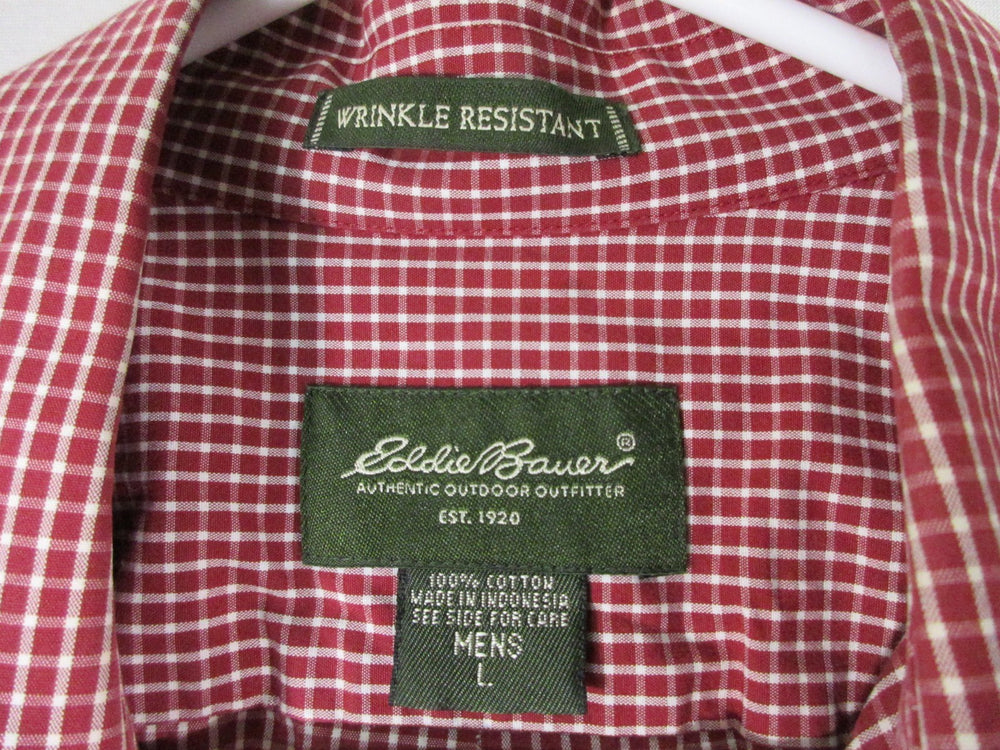 WRINKLE RESISTANT
Eddie Bauer®
AUTHENTIC OUTDOOR OUTFITTER
EST. 1920
100% COTTON
MADE IN INDONESIA
SEE SIDE FOR CARE
MENS
L